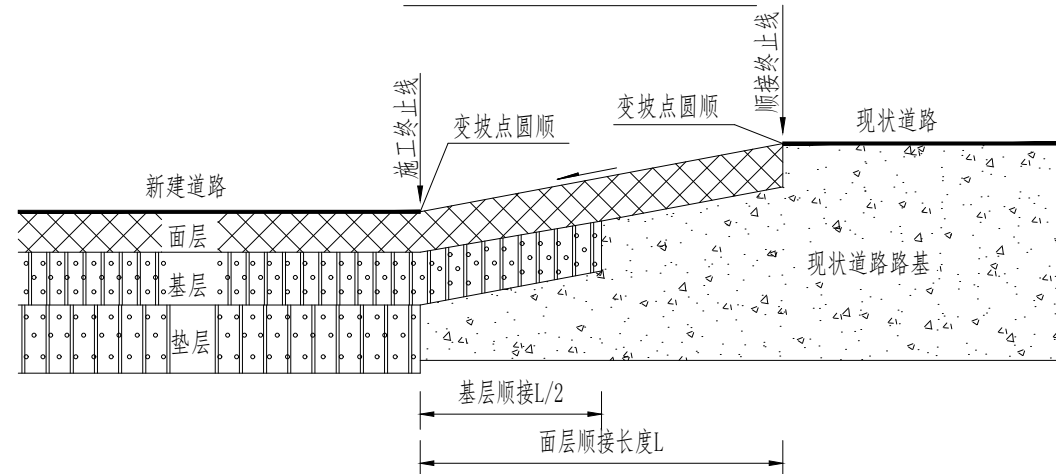 施工终止线
顺接终止线
变坡点圆顺
变坡点圆顺
现状道路
新建道路
面层
基层
垫层
现状道路路基
基层顺接L/2
面层顺接长度L